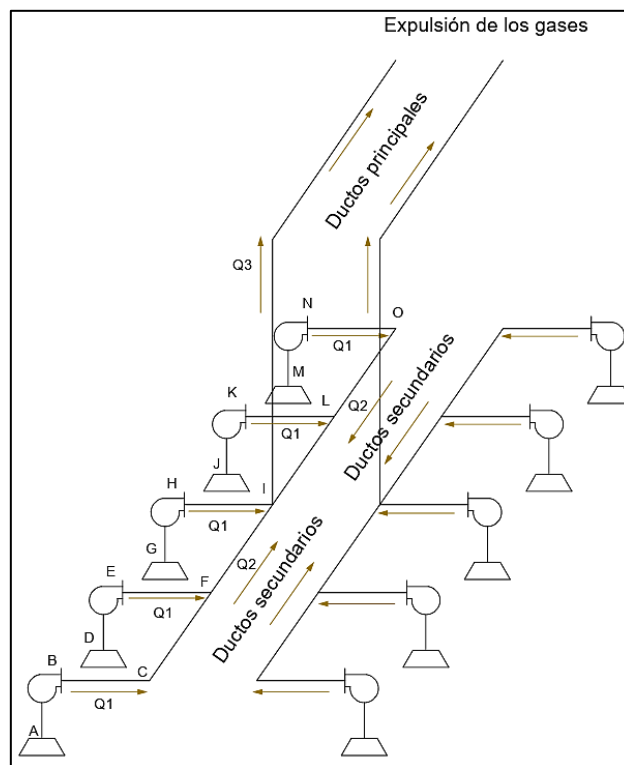 Expulsión de los gases
Ductos principales
Q3
N
O
Q1
M
K
L
Q2
Q1
J
Ductos secundarios
H
I
Q1
G
Ductos secundarios
E
F
Q2
Q1
D
B
C
Q1
A